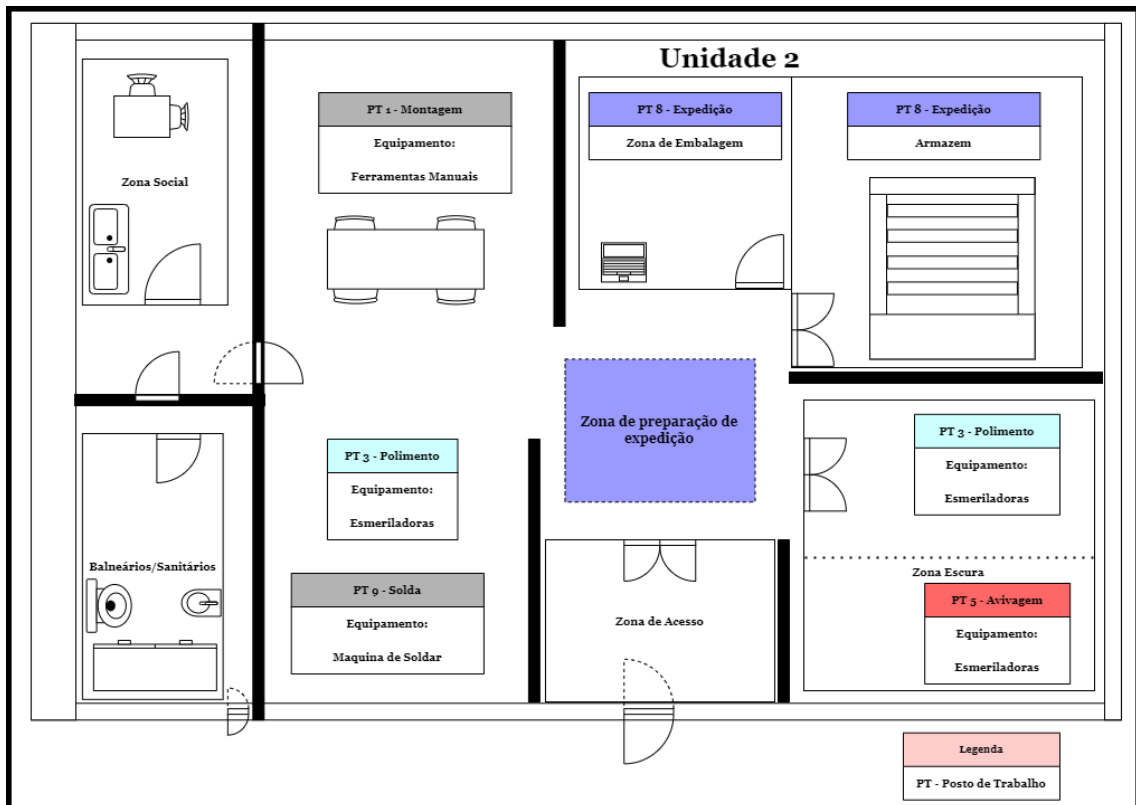 Unidade 2
Zona Social
PT 1 - Montagem
Equipamento:
Ferramentas Manuais
PT 8 - Expedição
Zona de Embalagem
PT 8 - Expedição
Armazem
Zona de preparação de
expedição
PT 3 - Polimento
Equipamento:
Esmeriladoras
PT 3 - Polimento
Equipamento:
Esmeriladoras
Balneários/Sanitários
PT 9 - Solda
Equipamento:
Maquina de Soldar
Zona de Acesso
Zona Escura
PT 5 - Avivagem
Equipamento:
Esmeriladoras
Legenda
PT - Posto de Trabalho